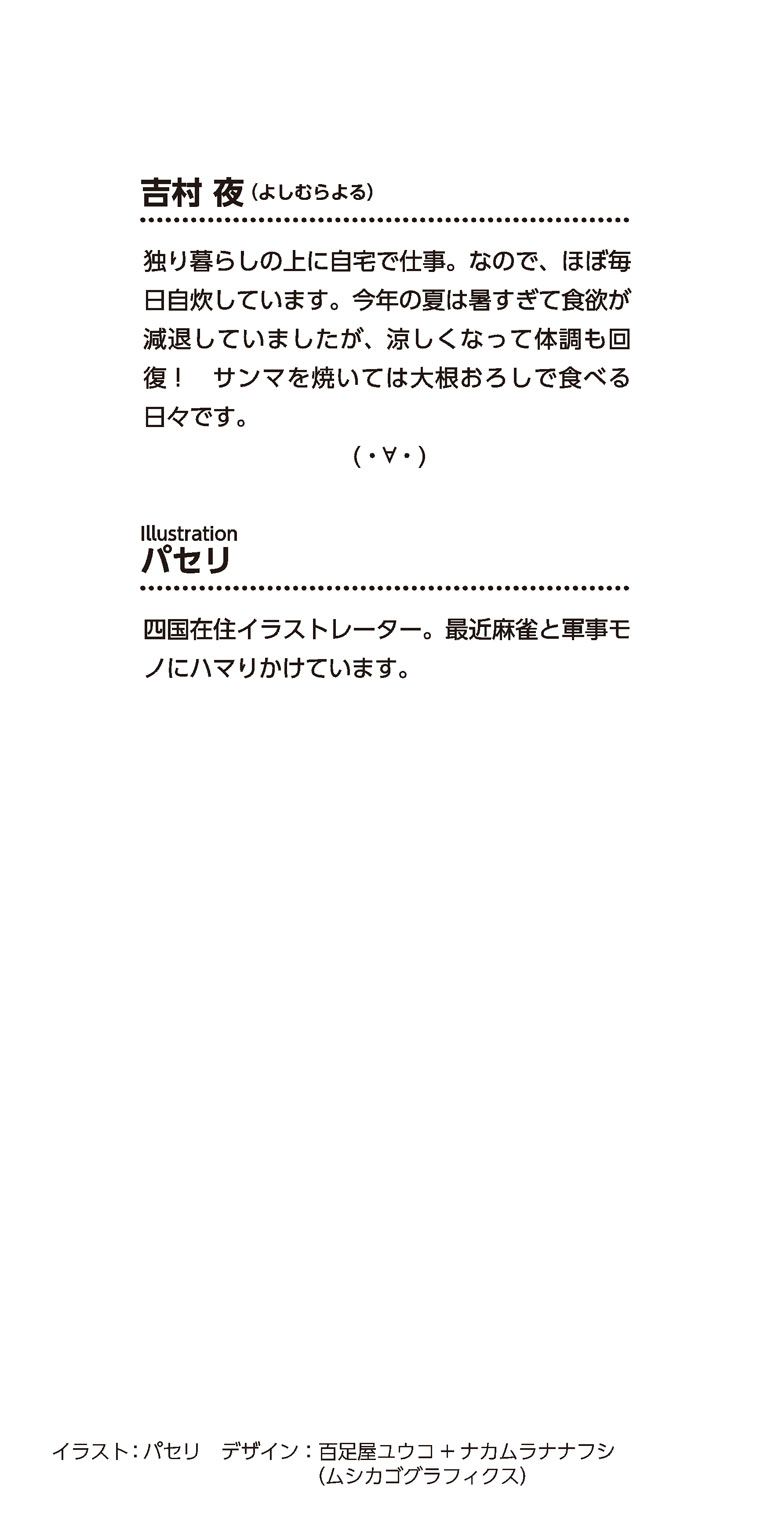 吉村 夜（よしむらよる）
独り暮らしの上に自宅で仕事。なので、ほぼ毎
日自炊しています。今年の夏は暑すぎて食欲が
減退していましたが、涼しくなって体調も回
復！　サンマを焼いては大根おろしで食べる
日々です。
(・∀・)
Illustration
パセリ
四国在住イラストレーター。最近麻雀と軍事モ
ノにハマりかけています。
イラスト：パセリ　デザイン：百足屋ユウコ＋ナカムラナナフシ
（ムシカゴグラフィクス）